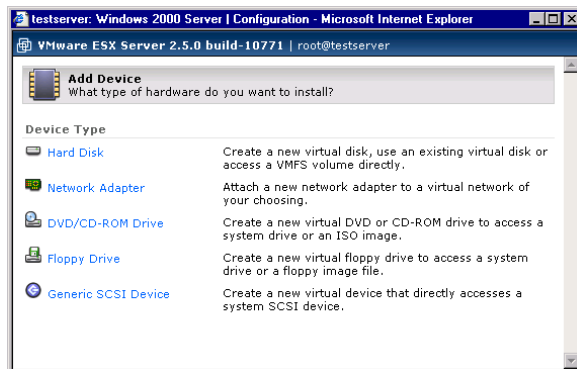 testserver: Windows 2000 Server | Configuration - Microsoft Internet Explorer
VMware ESX Server 2.5.0 build-10771 | root@testserver
Add Device
What type of hardware do you want to install?
Device Type
Hard Disk
Create a new virtual disk, use an existing virtual disk or
access a VMFS volume directly.
Network Adapter
Attach a new network adapter to a virtual network of
your choosing.
DVD/CD-ROM Drive
Create a new virtual DVD or CD-ROM drive to access a
system drive or an ISO image.
Floppy Drive
Create a new virtual floppy drive to access a system
drive or a floppy image file.
Generic SCSI Device
Create a new virtual device that directly accesses a
system SCSI device.